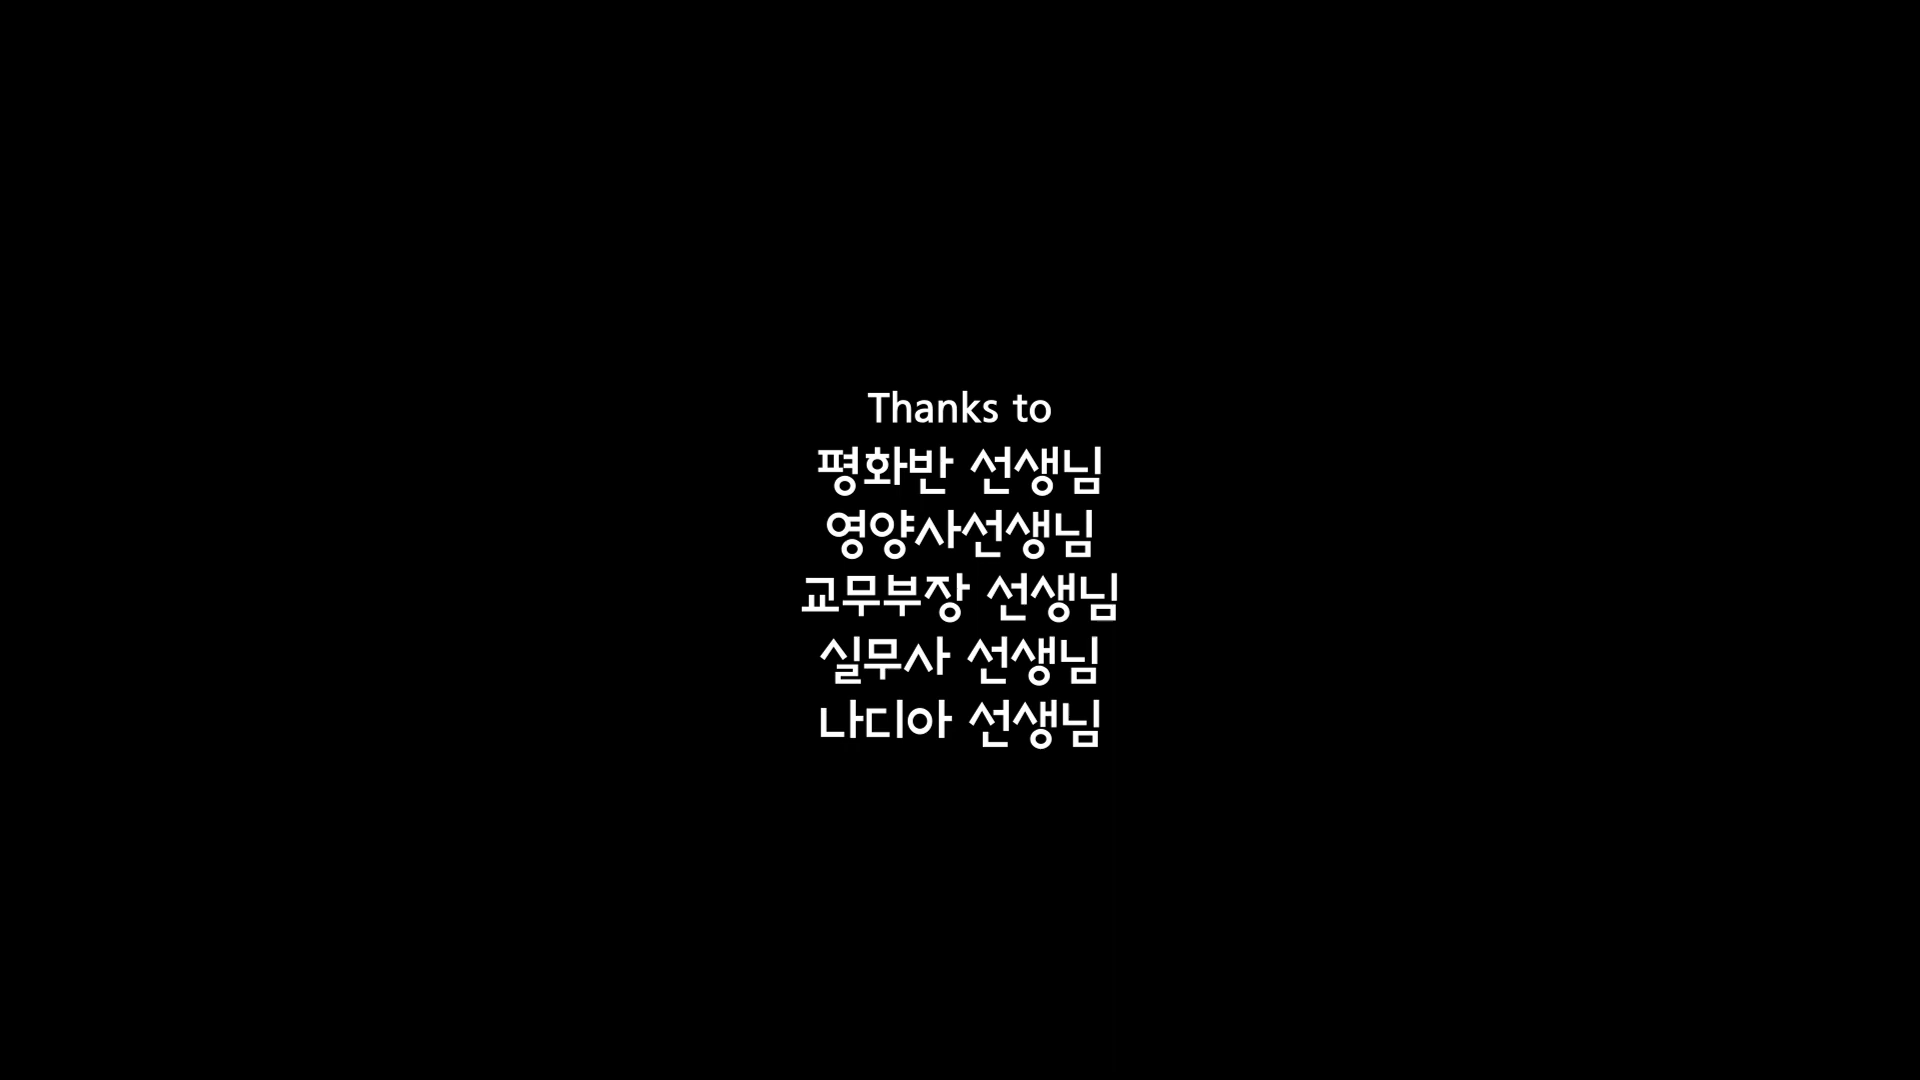 Thanks to
평화반 선생님
영양사선생님
교무부장 선생님
실무사 선생님
나디아 선생님